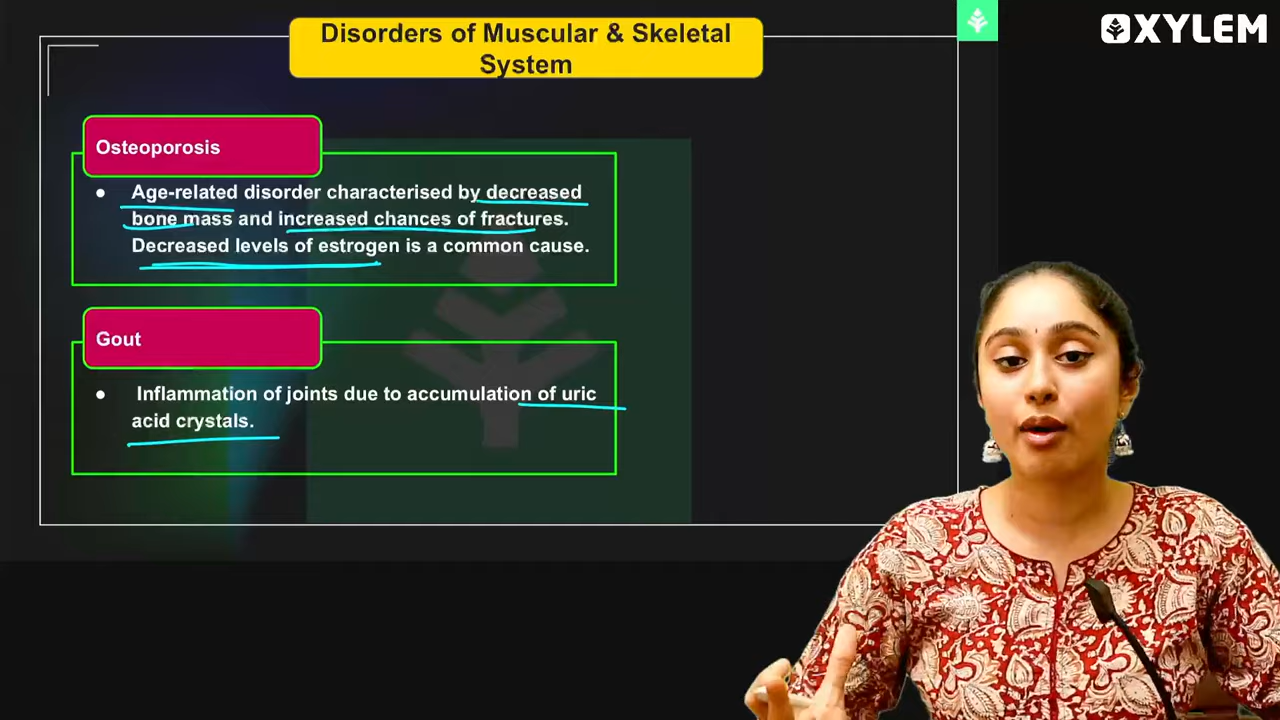 Disorders of Muscular & Skeletal
System
XYLEM
Osteoporosis
● Age-related disorder characterised by decreased
bone mass and increased chances of fractures.
Decreased levels of estrogen is a common cause.
Gout
● Inflammation of joints due to accumulation of uric
acid crystals.